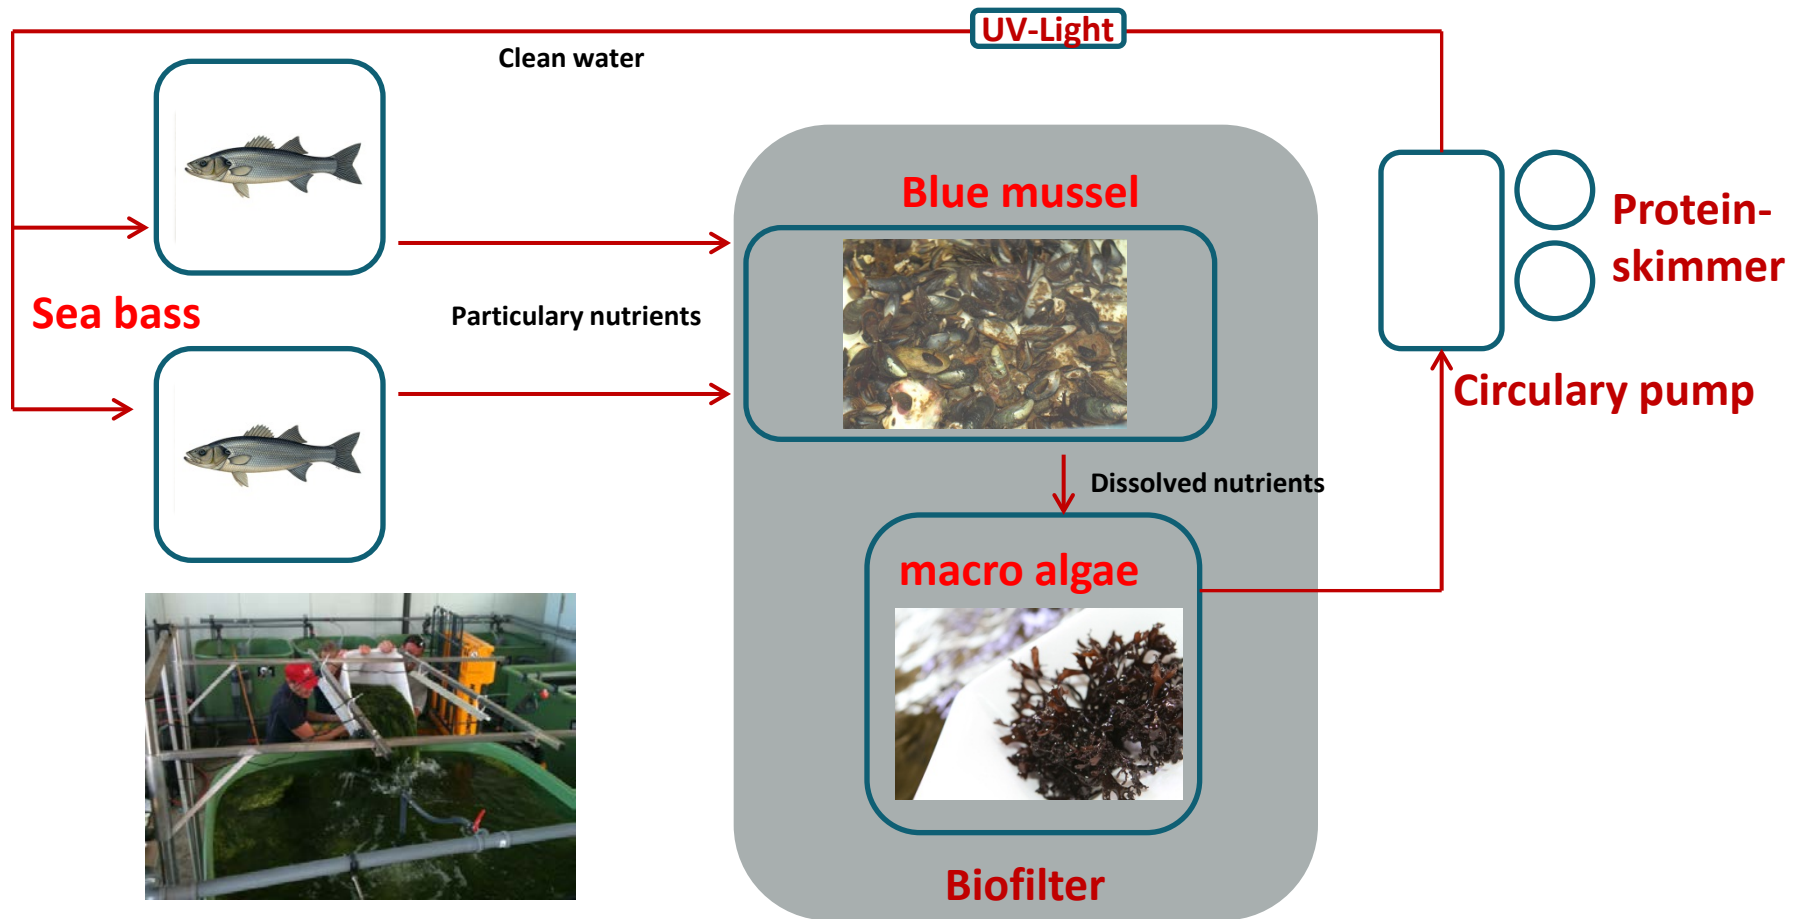 UV-Light
Clean water
Blue mussel
Protein-
skimmer
Sea bass
Particulary nutrients
Circulary pump
Dissolved nutrients
macro algae
Biofilter